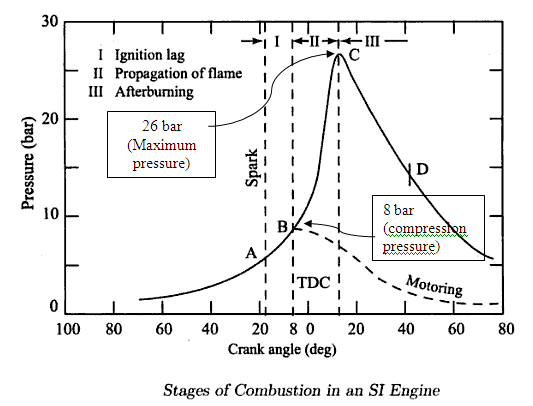 30
I II III
C
I Ignition lag
II Propagation of flame
III Afterburning
26 bar
(Maximum
pressure)
20
Pressure (bar)
Spark
D
8 bar
(compression
pressure)
10
B
A
TDC
Motoring
0
100 80 60 40 20 8 0 20 40 60 80
Crank angle (deg)
Stages of Combustion in an SI Engine